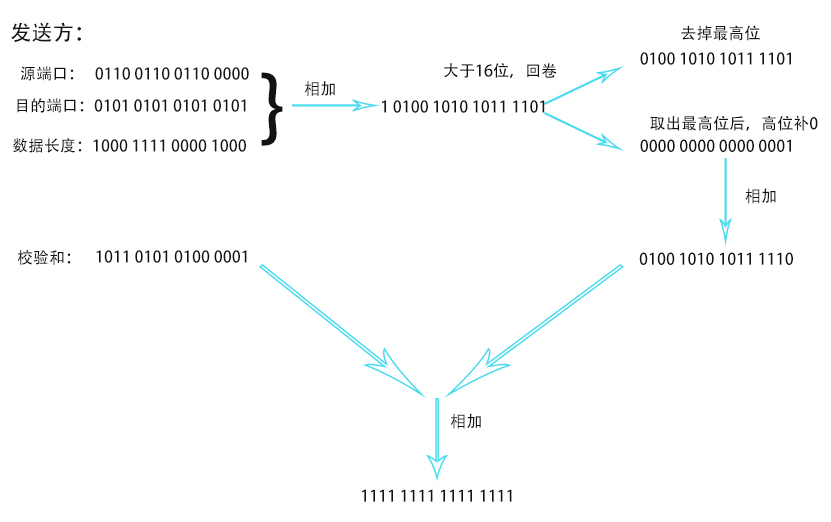 发送方：
去掉最高位
0100 1010 1011 1101
源端口： 0110 0110 0110 0000
目的端口：0101 0101 0101 0101
数据长度：1000 1111 0000 1000
相加
大于16位，回卷
1 0100 1010 1011 1101
取出最高位后，高位补0
0000 0000 0000 0001
相加
校验和： 1011 0101 0100 0001
0100 1010 1011 1110
相加
1111 1111 1111 1111